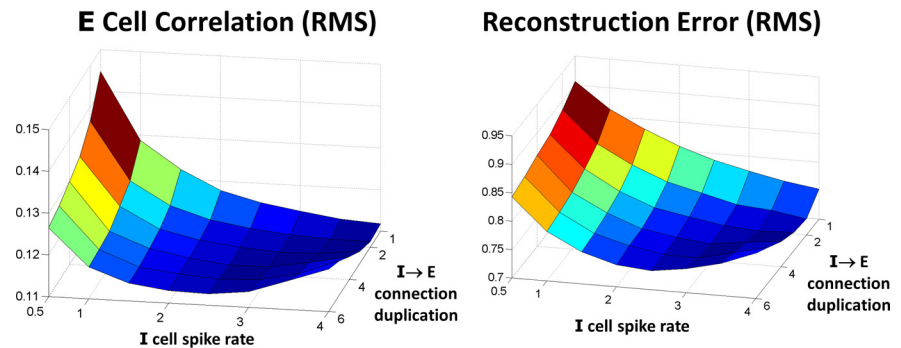 E Cell Correlation (RMS)
0.15
0.14
0.13
0.12
0.11
0.5
1
2
3
4
6
4
2
1
I cell spike rate
I→ E
connection
duplication
Reconstruction Error (RMS)
0.95
0.9
0.85
0.8
0.75
0.7
0.5
1
2
3
4
6
4
2
1
I cell spike rate
I→ E
connection
duplication